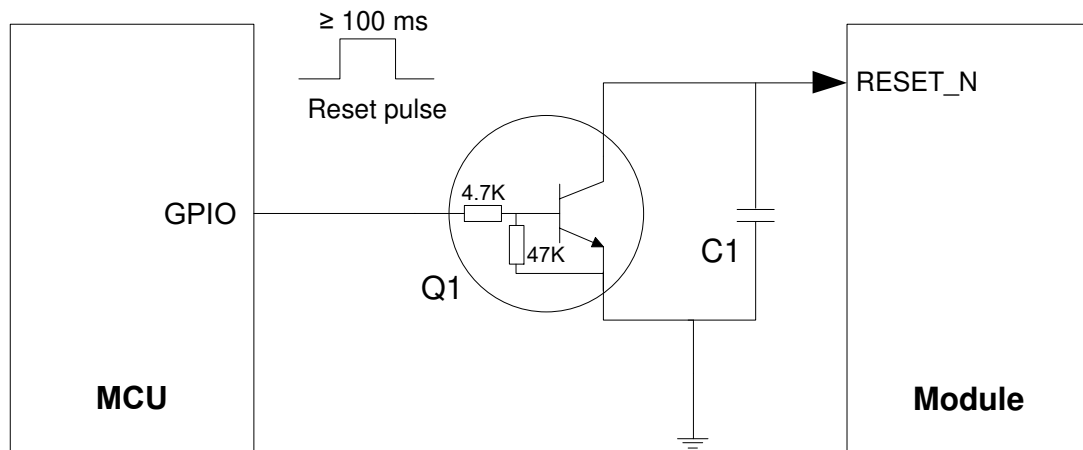 ≥ 100 ms
Reset pulse
RESET_N
4.7K
GPIO
47K
C1
Q1
MCU
Module